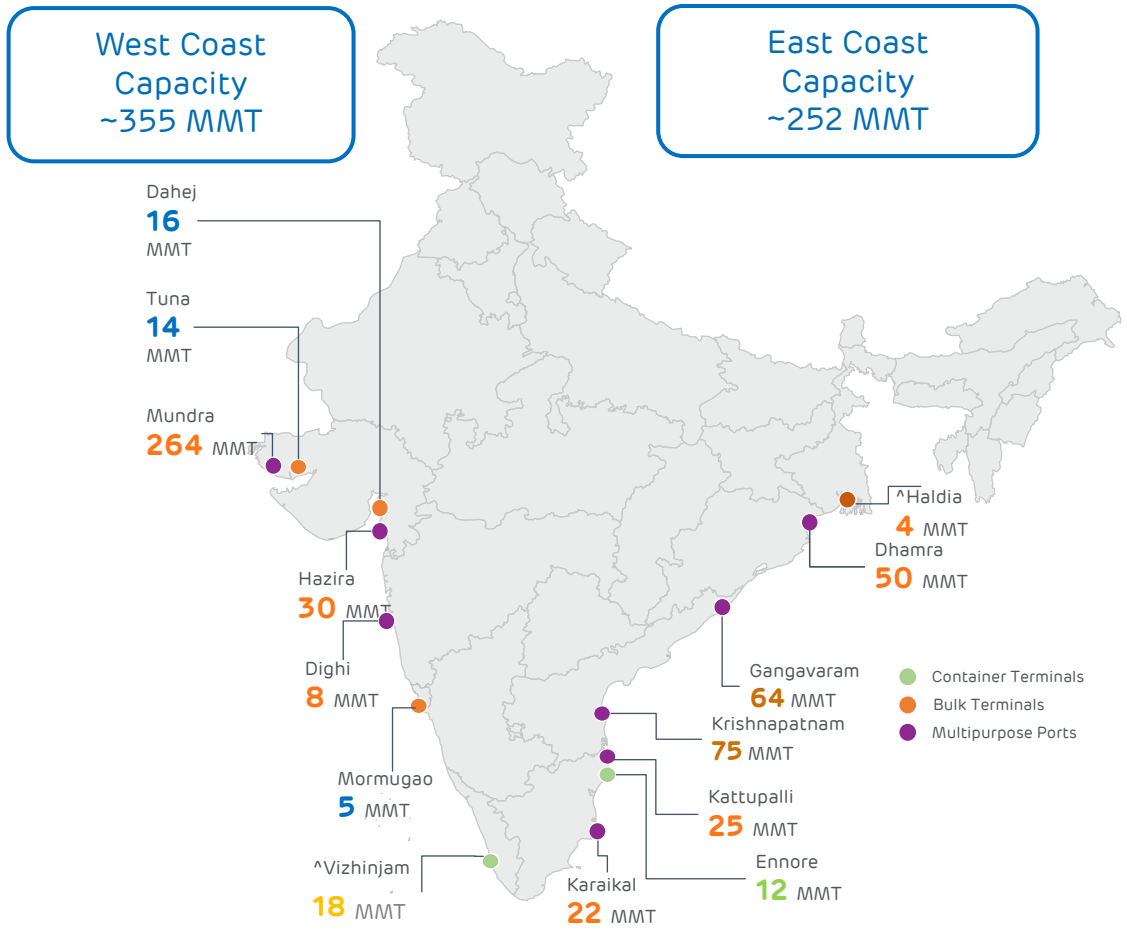 West Coast
Capacity
~355 MMT
East Coast
Capacity
~252 MMT
Dahej
16
MMT
Tuna
14
MMT
Mundra
264 MMT
Hazira
30 MMT
Dighi
8 MMT
Mormugao
5 MMT
^Vizhinjam
18 MMT
^Haldia
4 MMT
Dhamra
50 MMT
Gangavaram
64 MMT
Krishnapatnam
75 MMT
Kattupalli
25 MMT
Ennore
12 MMT
Karaikal
22 MMT
Container Terminals
Bulk Terminals
Multipurpose Ports